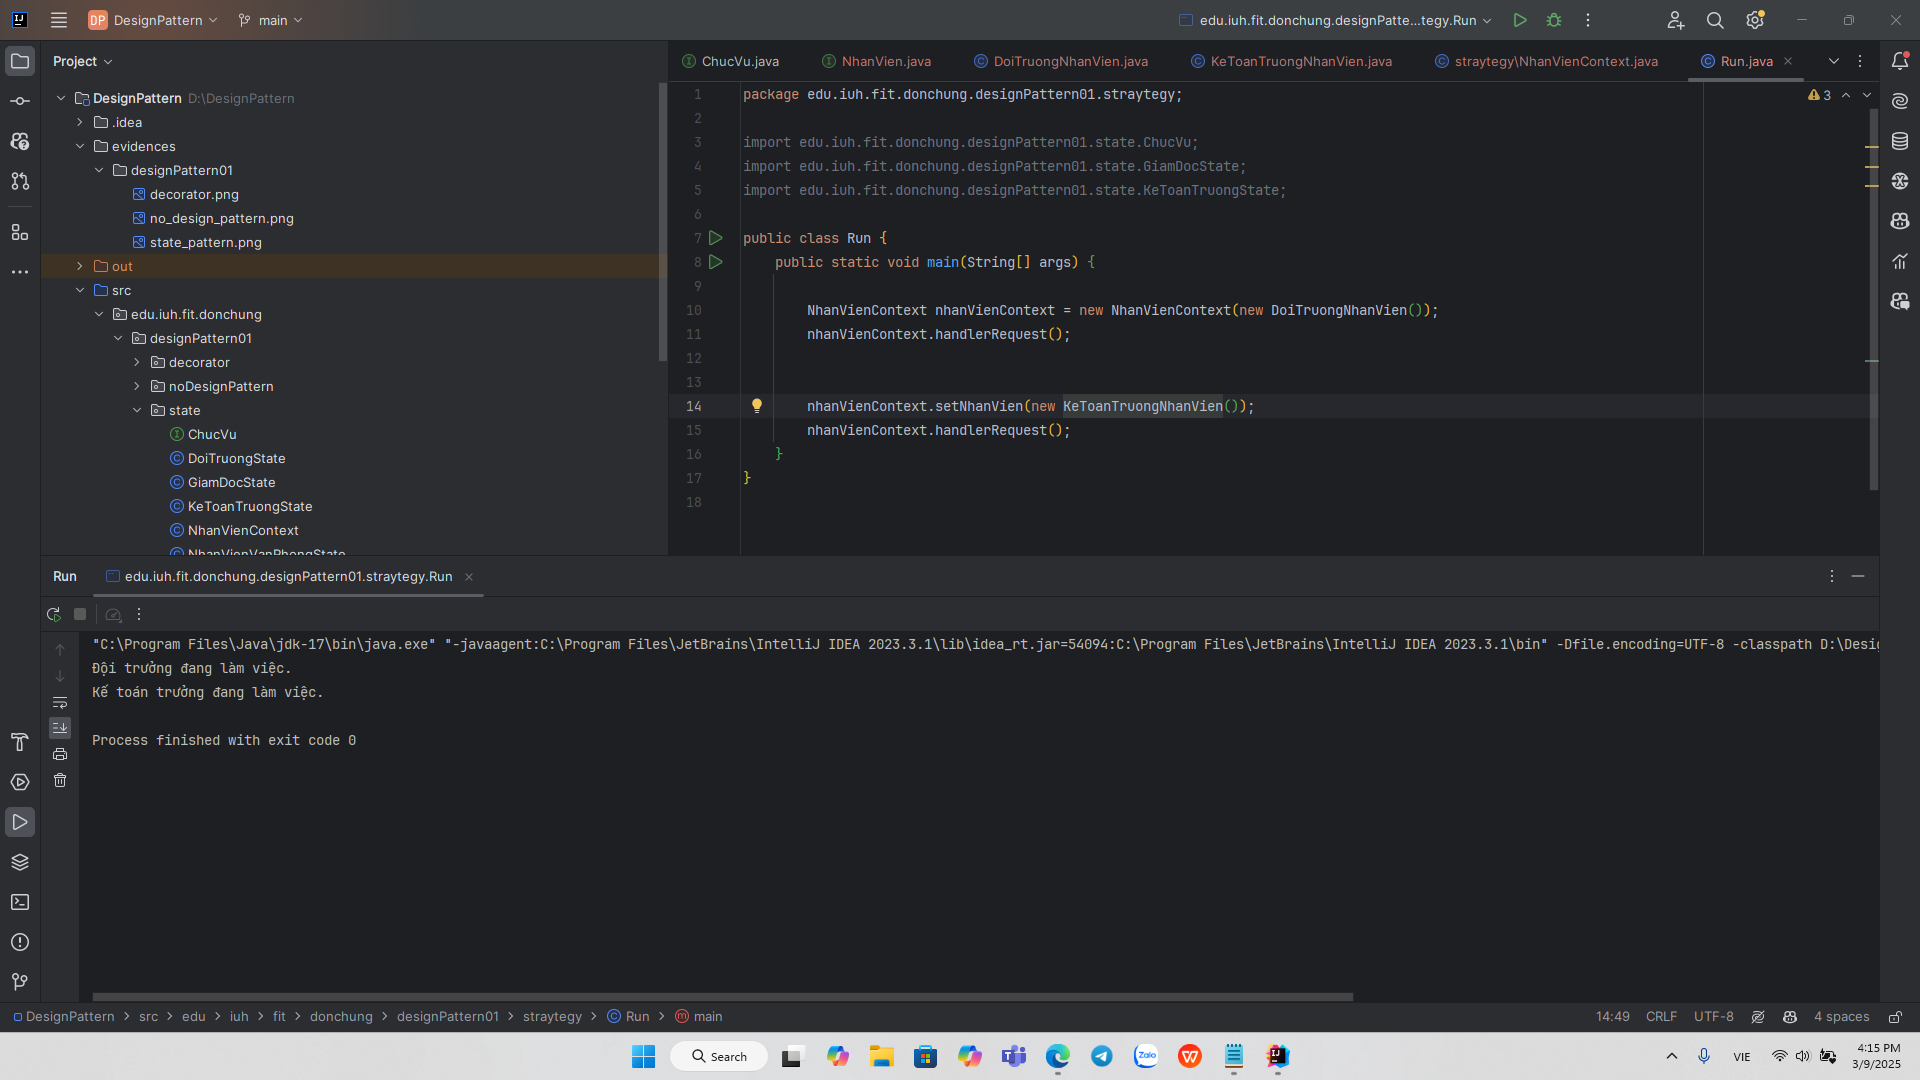 DP DesignPattern main edu.iuh.fit.donchung.designPatte...tegy.Run
Project
ChucVu.java NhanVien.java DoiTruongNhanVien.java KeToanTruongNhanVien.java straytegy\NhanVienContext.java Run.java
DesignPattern D:\DesignPattern
.idea
evidences
designPattern01
decorator.png
no_design_pattern.png
state_pattern.png
out
src
edu.iuh.fit.donchung
designPattern01
decorator
noDesignPattern
state
ChucVu
DoiTruongState
GiamDocState
KeToanTruongState
NhanVienContext
NhanVienVanPhongState
3
1 package edu.iuh.fit.donchung.designPattern01.straytegy;
2
3 import edu.iuh.fit.donchung.designPattern01.state.ChucVu;
4 import edu.iuh.fit.donchung.designPattern01.state.GiamDocState;
5 import edu.iuh.fit.donchung.designPattern01.state.KeToanTruongState;
6
7 public class Run {
8 public static void main(String[] args) {
9
10 NhanVienContext nhanVienContext = new NhanVienContext(new DoiTruongNhanVien());
11 nhanVienContext.handlerRequest();
12
13
14 nhanVienContext.setNhanVien(new KeToanTruongNhanVien());
15 nhanVienContext.handlerRequest();
16 }
17 }
18
Run edu.iuh.fit.donchung.designPattern01.straytegy.Run
"C:\Program Files\Java\jdk-17\bin\java.exe" "-javaagent:C:\Program Files\JetBrains\IntelliJ IDEA 2023.3.1\lib\idea_rt.jar=54094:C:\Program Files\JetBrains\IntelliJ IDEA 2023.3.1\bin" -Dfile.encoding=UTF-8 -classpath D:\Desig
Đội trưởng đang làm việc.
Kế toán trưởng đang làm việc.
Process finished with exit code 0
DesignPattern > src > edu > iuh > fit > donchung > designPattern01 > straytegy > Run > main
14:49 CRLF UTF-8 4 spaces
Search
Zalo
VIE
4:15 PM
3/9/2025